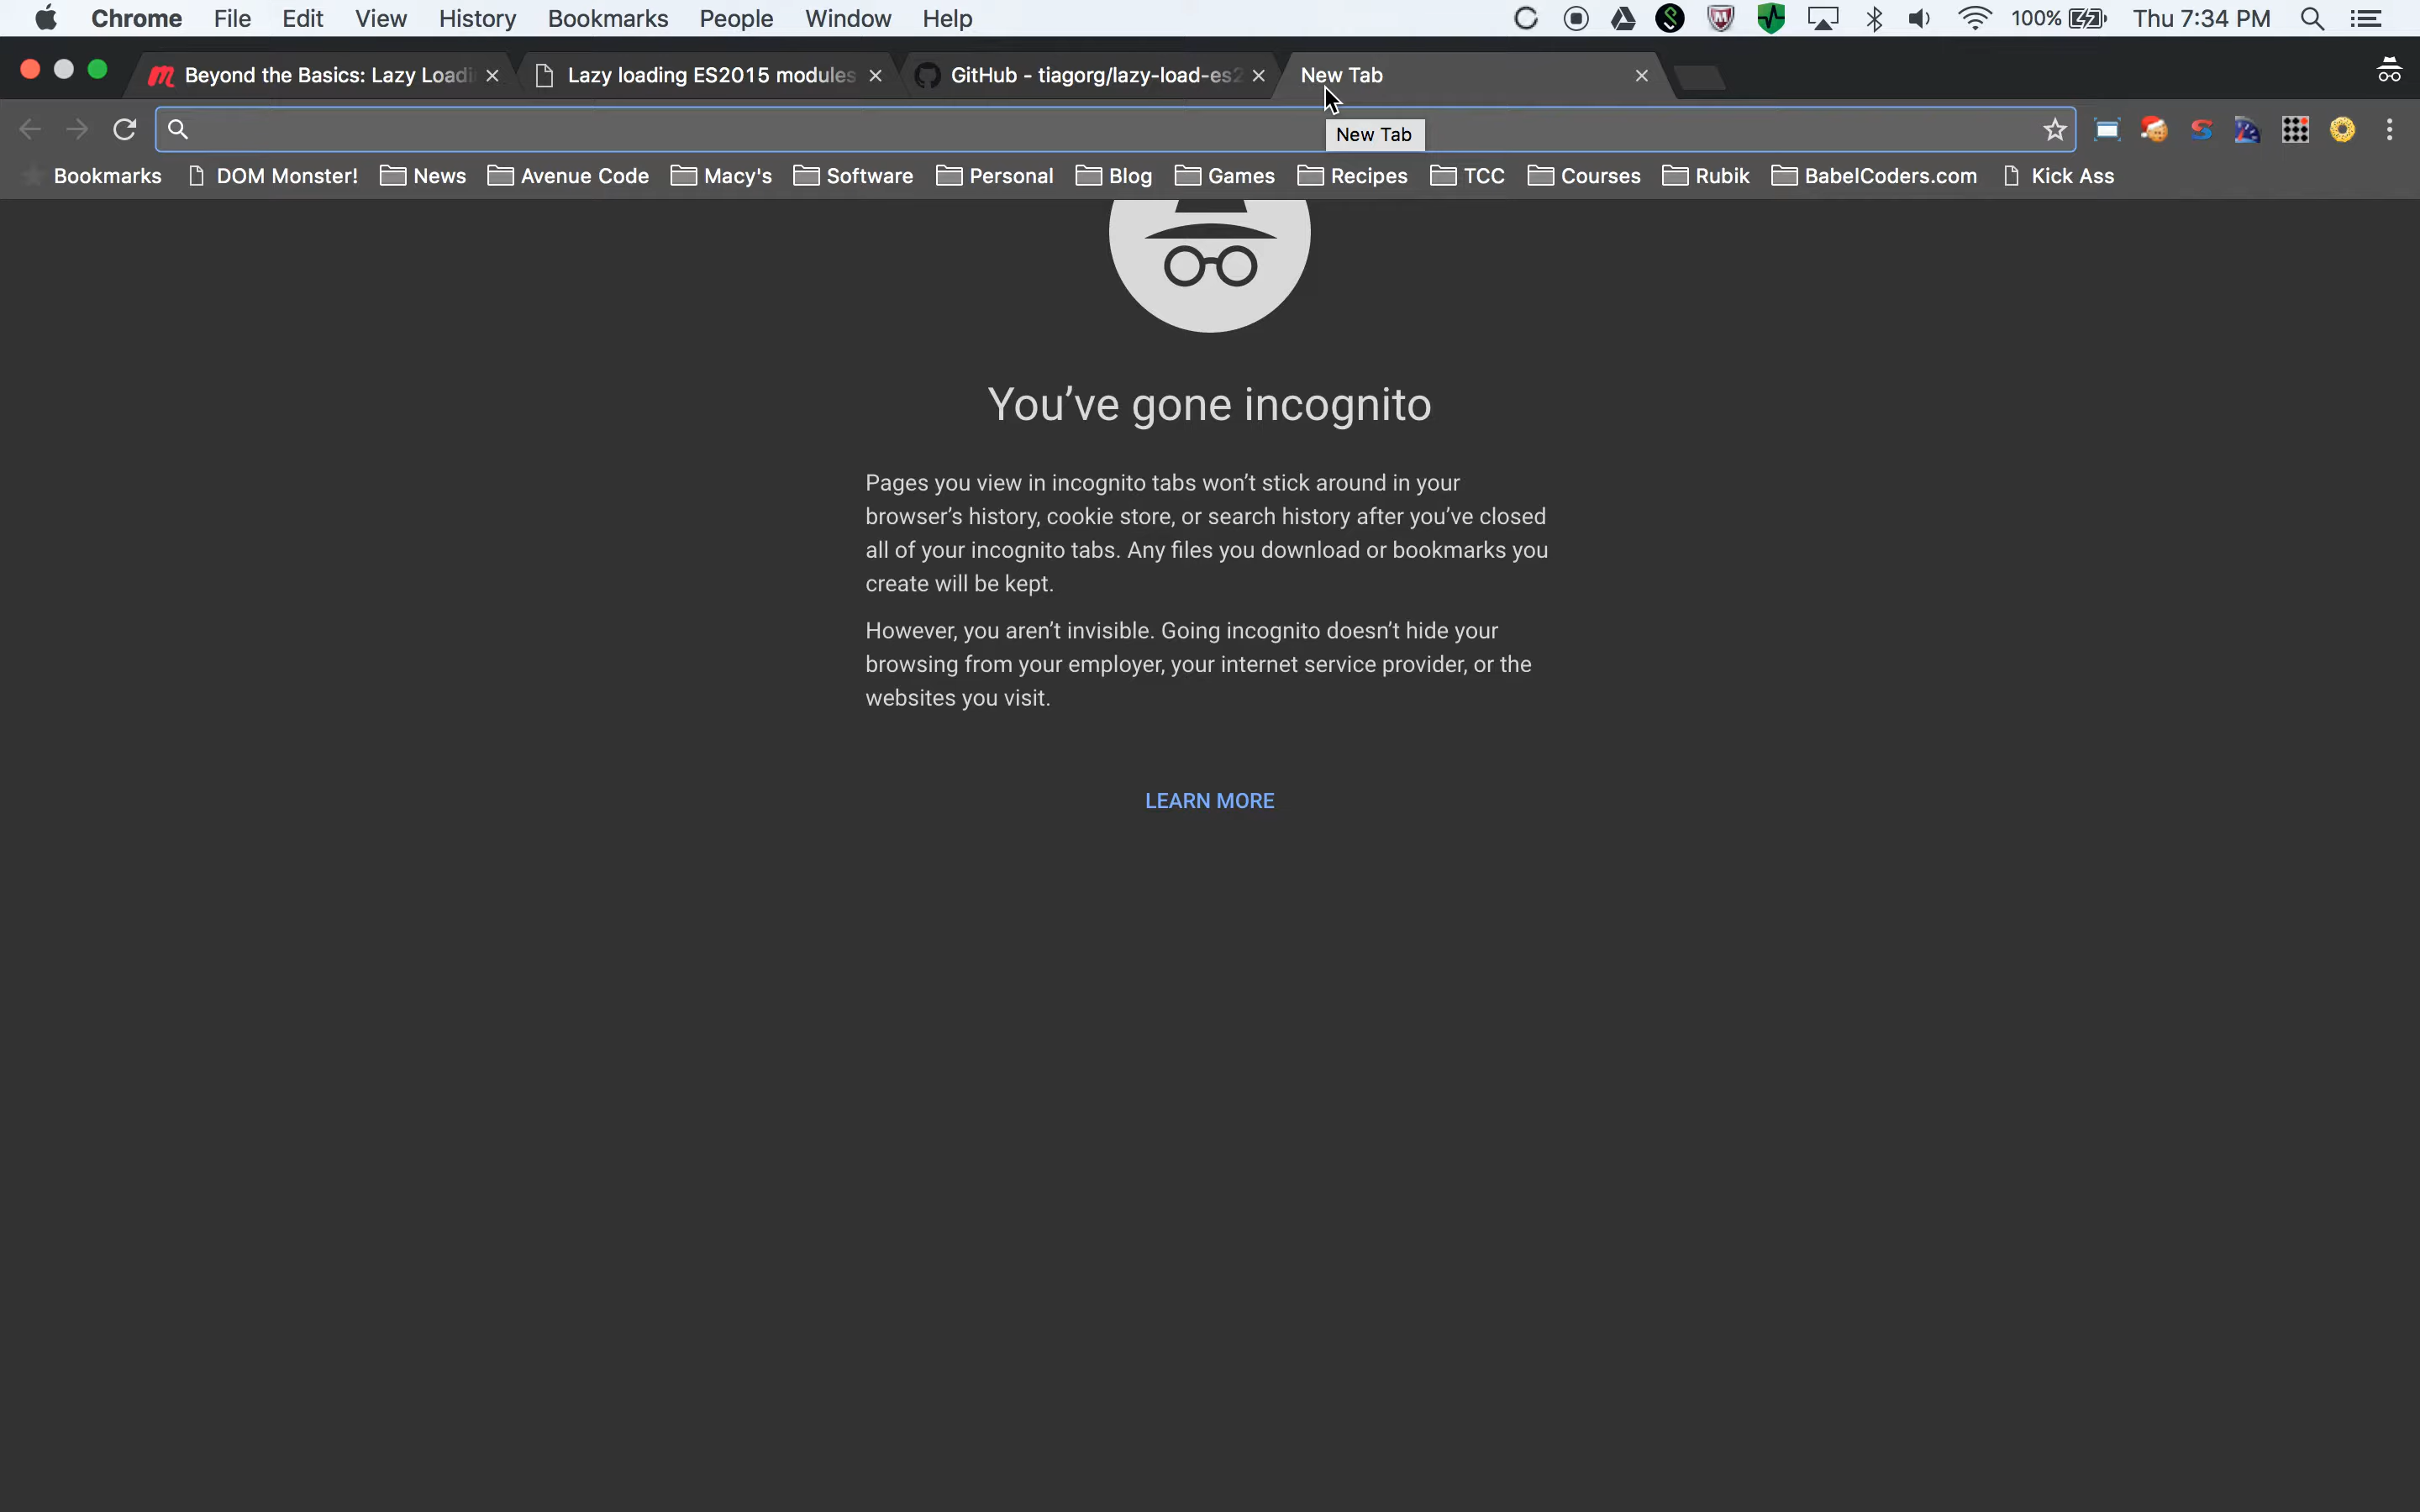 Chrome File Edit View History Bookmarks People Window Help 100% Thu 7:34 PM
Beyond the Basics: Lazy Loadi Lazy loading ES2015 modules GitHub - tiagorg/lazy-load-es2 New Tab
New Tab
Bookmarks DOM Monster! News Avenue Code Macy's Software Personal Blog Games Recipes TCC Courses Rubik BabelCoders.com Kick Ass
You've gone incognito
Pages you view in incognito tabs won't stick around in your
browser's history, cookie store, or search history after you've closed
all of your incognito tabs. Any files you download or bookmarks you
create will be kept.
However, you aren't invisible. Going incognito doesn't hide your
browsing from your employer, your internet service provider, or the
websites you visit.
LEARN MORE